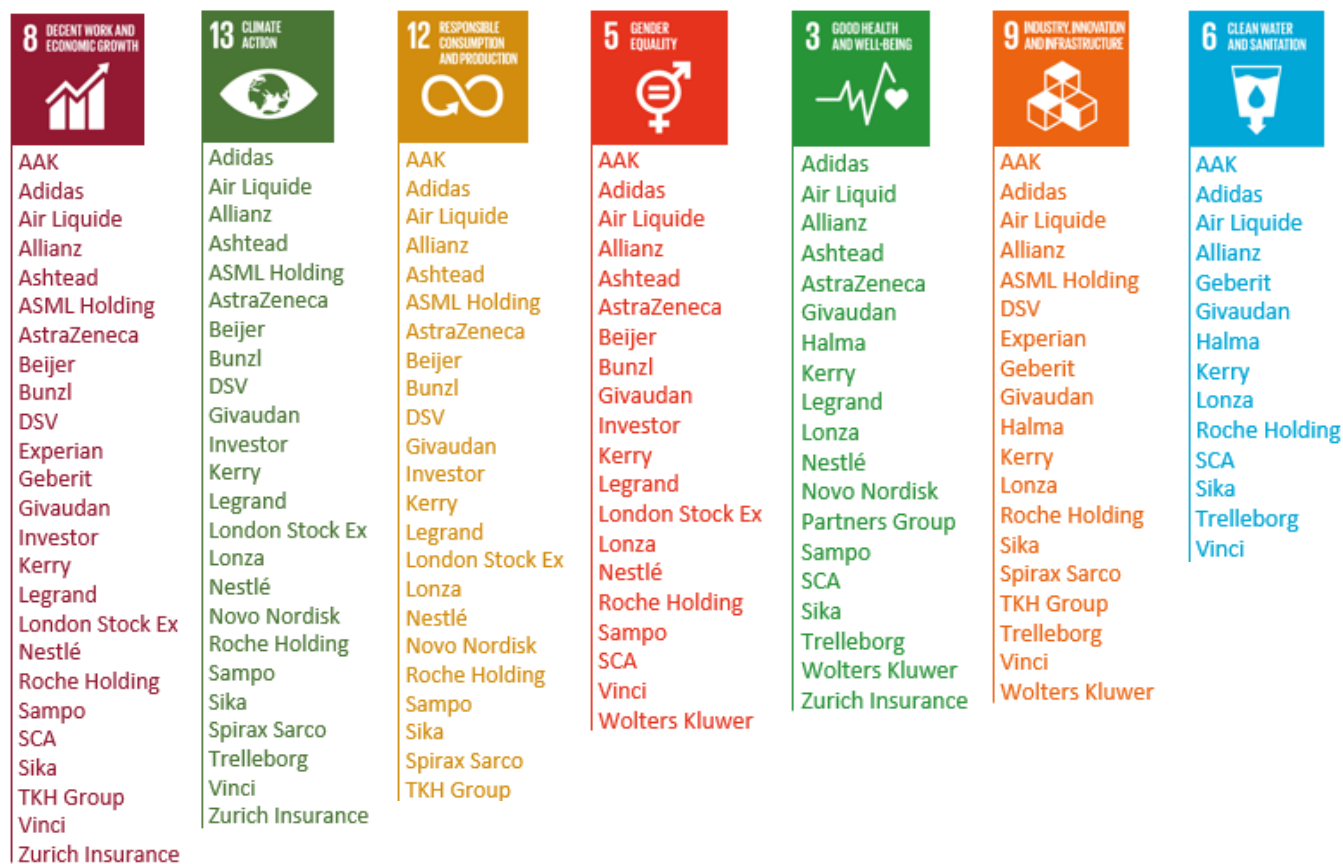 8 DECENT WORK AND
ECONOMIC GROWTH
AAK
Adidas
Air Liquide
Allianz
Ashtead
ASML Holding
AstraZeneca
Beijer
Bunzl
DSV
Experian
Geberit
Givaudan
Investor
Kerry
Legrand
London Stock Ex
Nestlé
Roche Holding
Sampo
SCA
Sika
TKH Group
Vinci
Zurich Insurance
13 CLIMATE
ACTION
Adidas
Air Liquide
Allianz
Ashtead
ASML Holding
AstraZeneca
Beijer
Bunzl
DSV
Givaudan
Investor
Kerry
Legrand
London Stock Ex
Lonza
Nestlé
Novo Nordisk
Roche Holding
Sampo
Sika
Spirax Sarco
Trelleborg
Vinci
Zurich Insurance
12 RESPONSIBLE
CONSUMPTION
AND PRODUCTION
AAK
Adidas
Air Liquide
Allianz
Ashtead
ASML Holding
AstraZeneca
Beijer
Bunzl
DSV
Givaudan
Investor
Kerry
Legrand
London Stock Ex
Lonza
Nestlé
Novo Nordisk
Roche Holding
Sampo
Sika
Spirax Sarco
TKH Group
5 GENDER
EQUALITY
AAK
Adidas
Air Liquide
Allianz
Ashtead
AstraZeneca
Beijer
Bunzl
Givaudan
Investor
Kerry
Legrand
London Stock Ex
Lonza
Nestlé
Roche Holding
Sampo
SCA
Vinci
Wolters Kluwer
3 GOOD HEALTH
AND WELL-BEING
Adidas
Air Liquid
Allianz
Ashtead
AstraZeneca
Givaudan
Halma
Kerry
Legrand
Lonza
Nestlé
Novo Nordisk
Partners Group
Sampo
SCA
Sika
Trelleborg
Wolters Kluwer
Zurich Insurance
9 INDUSTRY, INNOVATION
AND INFRASTRUCTURE
AAK
Adidas
Air Liquide
Allianz
ASML Holding
DSV
Experian
Geberit
Givaudan
Halma
Kerry
Lonza
Roche Holding
Sika
Spirax Sarco
TKH Group
Trelleborg
Vinci
Wolters Kluwer
6 CLEAN WATER
AND SANITATION
AAK
Adidas
Air Liquide
Allianz
Geberit
Givaudan
Halma
Kerry
Lonza
Roche Holding
SCA
Sika
Trelleborg
Vinci